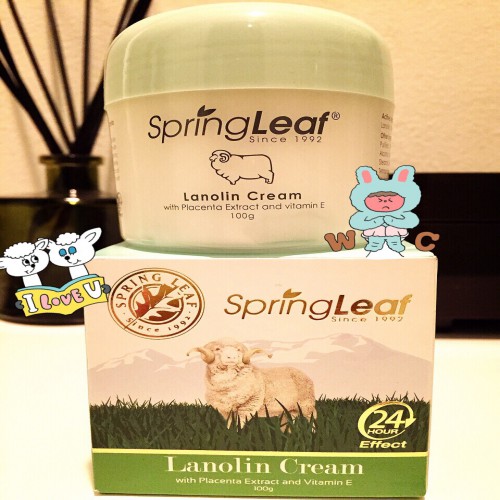 SpringLeaf®
Since 1992
Lanolin Cream
with Placenta Extract and vitamin E
100g
W C
I LOVE U
SPRING LEAF
Since 1992
SpringLeaf
Since 1992
24
HOUR
Effect
Lanolin Cream
with Placenta Extract and Vitamin E
100g